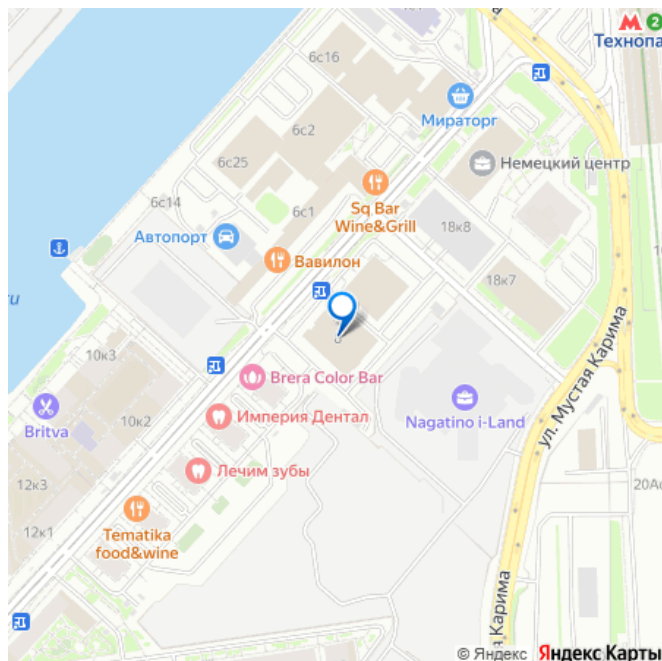 6с16
2
Технопа
Мираторг
6с2
6с25
Немецкий центр
6с14
6с1
Sq Bar
Wine&Grill
18к8
Автопорт
Вавилон
18к7
ул. Мустая Карима
10к3
Brera Color Bar
10к2
Britva
Империя Дental
Nagatino i-Land
Лечим зубы
12к3
20Ас
12к1
Tematika
food&wine
я Карима
© Яндекс Яндекс Карты